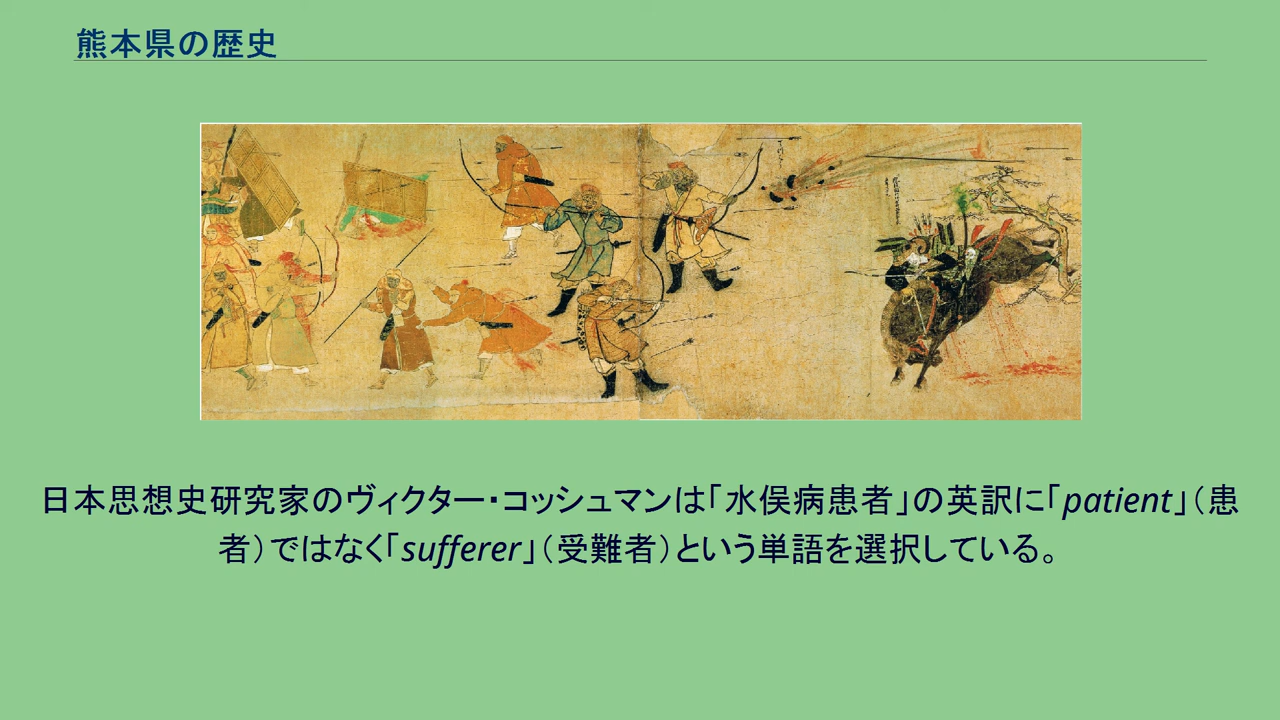 熊本県の歴史
日本思想史研究家のヴィクター・コッシュマンは「水俣病患者」の英訳に「patient」（患
者）ではなく「sufferer」（受難者）という単語を選択している。